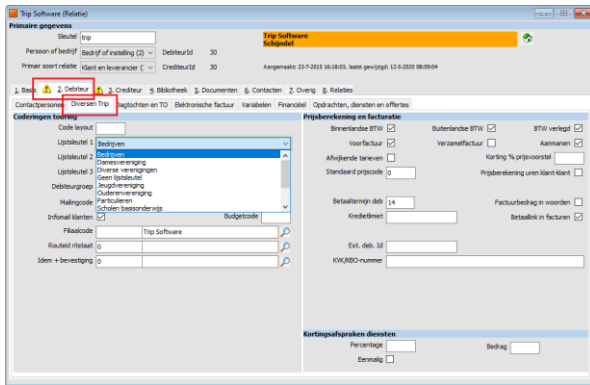 Trip Software (Relatie)
Primaire gegevens
Sleutel trip
Trip Software
Schijndel
Persoon of bedrijf Bedrijf of instelling (2) DebiteurId 30
Primair soort relatie Klant en leverancier ( CrediteurId 30 Aangemaakt: 23-7-2015 16:18:03, laatst gewijzigd: 12-5-2020 08:59:04
1. Basis 2. Debiteur 3. Crediteur 4. Bibliotheek 5. Documenten 6. Contacten 7. Overig 8. Relaties
Contactpersonen Diversen Trip Dagtochten en TO Elektronische factuur Variabelen Financieel Opdrachten, diensten en offertes
Coderingen touring
Prijsberekening en facturatie
Code layout
Binnenlandse BTW Buitenlandse BTW BTW verlegd
Lijstsleutel 1 Bedrijven
Voorfactuur Verzamelfactuur Aanmanen
Lijstsleutel 2 Bedrijven
Damesvereniging
Afwijkende tarieven Korting % prijsvoorstel
Lijstsleutel 3 Diverse verenigingen
Geen lijstsleutel
Standaard prijscode 0 Prijsberekening uren klant-klant
Debiteurgroep Jeugdvereniging
Ouderenvereniging
Mailingcode Particulieren
Scholen basisonderwijs
Betaaltermijn deb 14 Factuurbedrag in woorden
Infomail klanten Budgetcode
Kredietlimiet Betaallink in facturen
Filiaalcode Trip Software
Routeid ritstaat 0
Ext. deb. Id
Idem + bevestiging 0
KVK/KBO-nummer
Kortingsafspraken diensten
Percentage Bedrag
Eenmalig